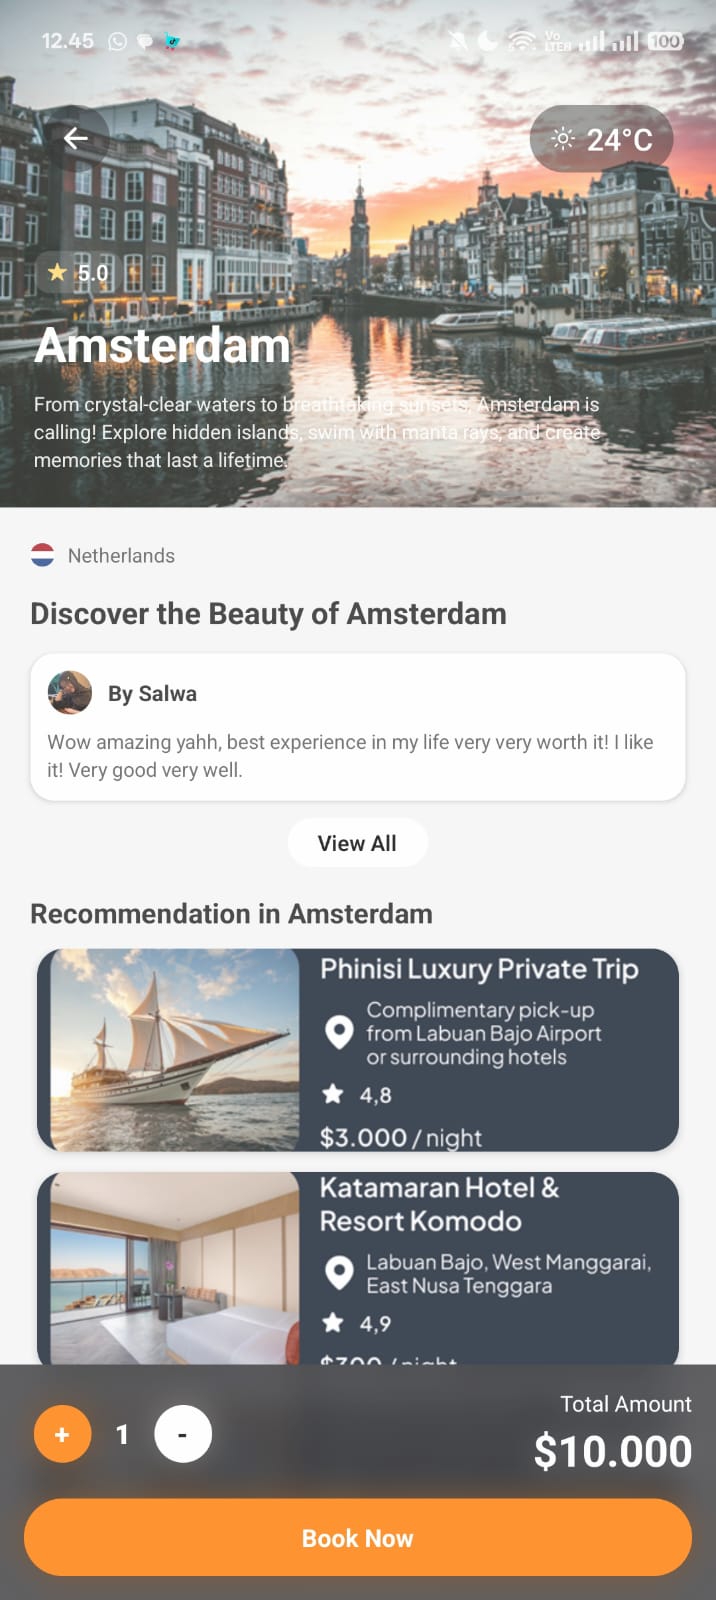 12.45
Vo
LTE
100
24°C
5.0
Amsterdam
From crystal-clear waters to breathtaking sunsets, Amsterdam is
calling! Explore hidden islands, swim with manta rays, and create
memories that last a lifetime.
Netherlands
Discover the Beauty of Amsterdam
By Salwa
Wow amazing yahh, best experience in my life very very worth it! I like
it! Very good very well.
View All
Recommendation in Amsterdam
Phinisi Luxury Private Trip
Complimentary pick-up
from Labuan Bajo Airport
or surrounding hotels
4,8
$3.000 / night
Katamaran Hotel &
Resort Komodo
Labuan Bajo, West Manggarai,
East Nusa Tenggara
4,9
$700 / night
+ 1 -
Total Amount
$10.000
Book Now